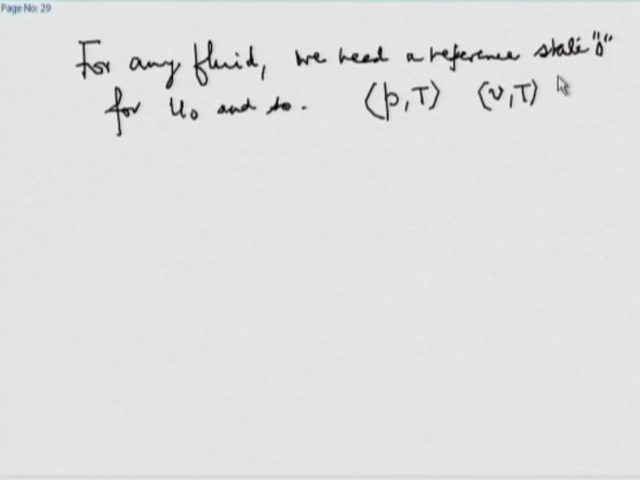 Page No: 29
For any fluid, we need a reference state "0"
for u₀ and s₀. (p,T) (v,T)